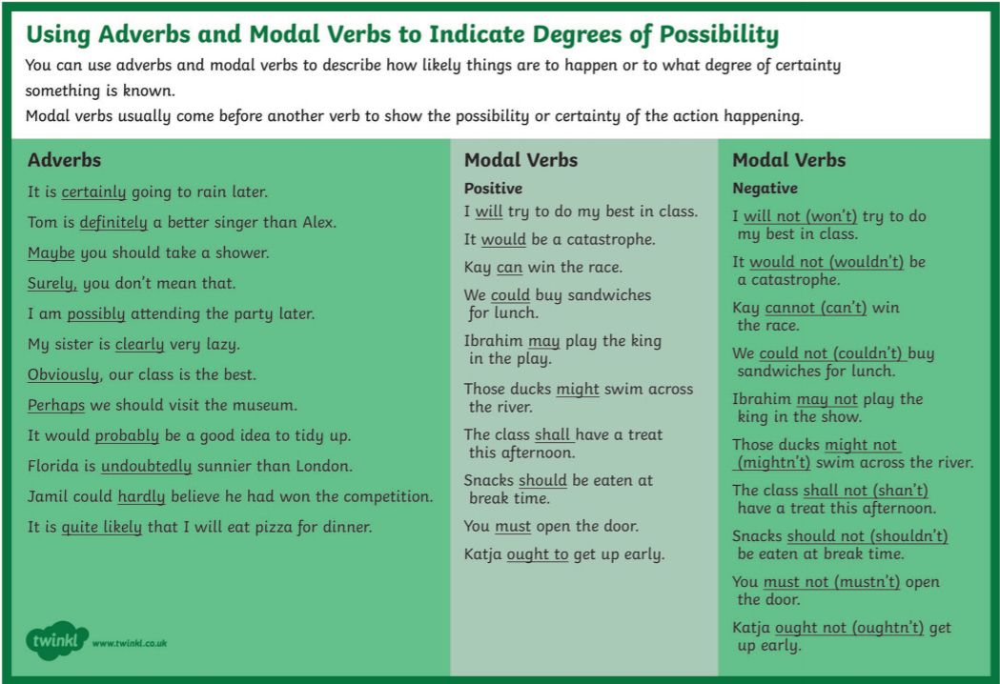 Using Adverbs and Modal Verbs to Indicate Degrees of Possibility
You can use adverbs and modal verbs to describe how likely things are to happen or to what degree of certainty
something is known.
Modal verbs usually come before another verb to show the possibility or certainty of the action happening.
Adverbs
It is certainly going to rain later.
Tom is definitely a better singer than Alex.
Maybe you should take a shower.
Surely, you don't mean that.
I am possibly attending the party later.
My sister is clearly very lazy.
Obviously, our class is the best.
Perhaps we should visit the museum.
It would probably be a good idea to tidy up.
Florida is undoubtedly sunnier than London.
Jamil could hardly believe he had won the competition.
It is quite likely that I will eat pizza for dinner.
Modal Verbs
Positive
I will try to do my best in class.
It would be a catastrophe.
Kay can win the race.
We could buy sandwiches
for lunch.
Ibrahim may play the king
in the play.
Those ducks might swim across
the river.
The class shall have a treat
this afternoon.
Snacks should be eaten at
break time.
You must open the door.
Katja ought to get up early.
Modal Verbs
Negative
I will not (won't) try to do
my best in class.
It would not (wouldn't) be
a catastrophe.
Kay cannot (can't) win
the race.
We could not (couldn't) buy
sandwiches for lunch.
Ibrahim may not play the
king in the show.
Those ducks might not
(mightn't) swim across the river.
The class shall not (shan't)
have a treat this afternoon.
Snacks should not (shouldn't)
be eaten at break time.
You must not (mustn't) open
the door.
Katja ought not (oughtn't) get
up early.
twinkl www.twinkl.co.uk